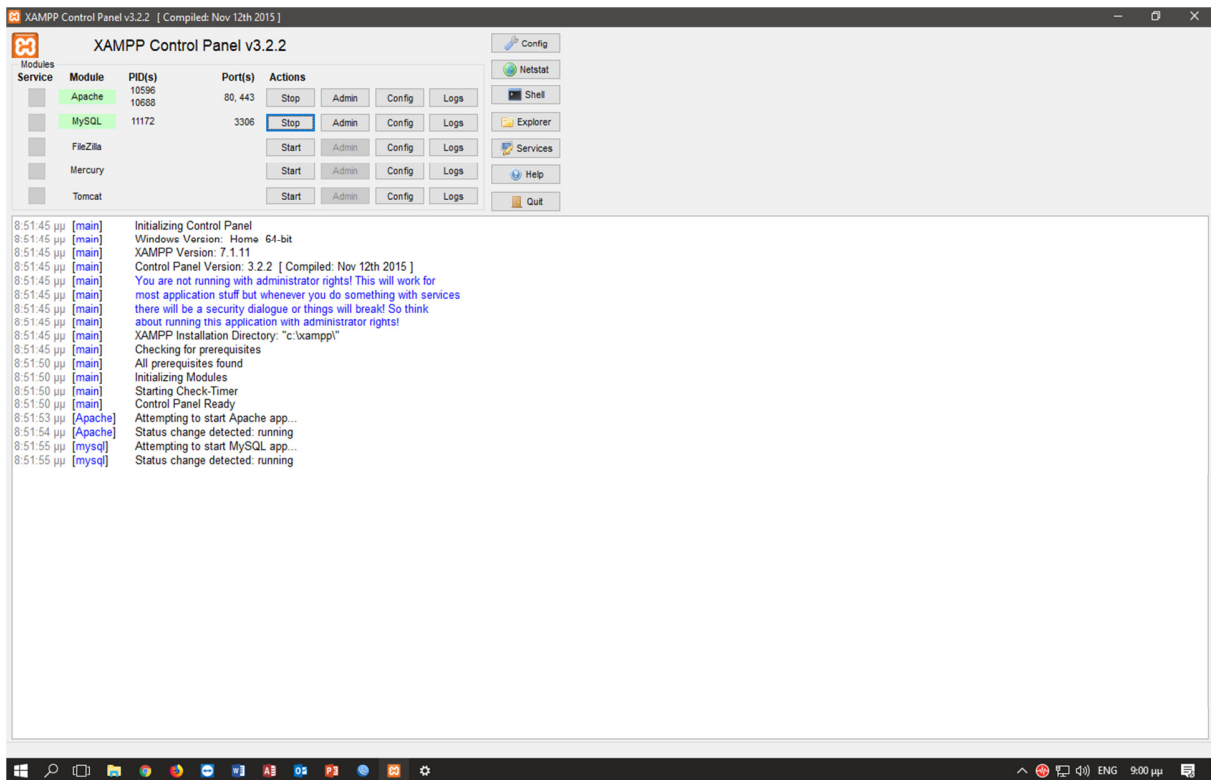 XAMPP Control Panel v3.2.2 [ Compiled: Nov 12th 2015 ]
XAMPP Control Panel v3.2.2
Config
Modules
Netstat
Service Module PID(s) Port(s) Actions
Apache 10596 10688 80, 443 Stop Admin Config Logs
Shell
MySQL 11172 3306 Stop Admin Config Logs
Explorer
FileZilla Start Admin Config Logs
Services
Mercury Start Admin Config Logs
Help
Tomcat Start Admin Config Logs
Quit
8:51:45 μμ [main] Initializing Control Panel
8:51:45 μμ [main] Windows Version: Home 64-bit
8:51:45 μμ [main] XAMPP Version: 7.1.11
8:51:45 μμ [main] Control Panel Version: 3.2.2 [ Compiled: Nov 12th 2015 ]
8:51:45 μμ [main] You are not running with administrator rights! This will work for
8:51:45 μμ [main] most application stuff but whenever you do something with services
8:51:45 μμ [main] there will be a security dialogue or things will break! So think
8:51:45 μμ [main] about running this application with administrator rights!
8:51:45 μμ [main] XAMPP Installation Directory: "c:\xampp\"
8:51:45 μμ [main] Checking for prerequisites
8:51:50 μμ [main] All prerequisites found
8:51:50 μμ [main] Initializing Modules
8:51:50 μμ [main] Starting Check-Timer
8:51:50 μμ [main] Control Panel Ready
8:51:53 μμ [Apache] Attempting to start Apache app...
8:51:54 μμ [Apache] Status change detected: running
8:51:55 μμ [mysql] Attempting to start MySQL app...
8:51:55 μμ [mysql] Status change detected: running
ENG 9:00 μμ